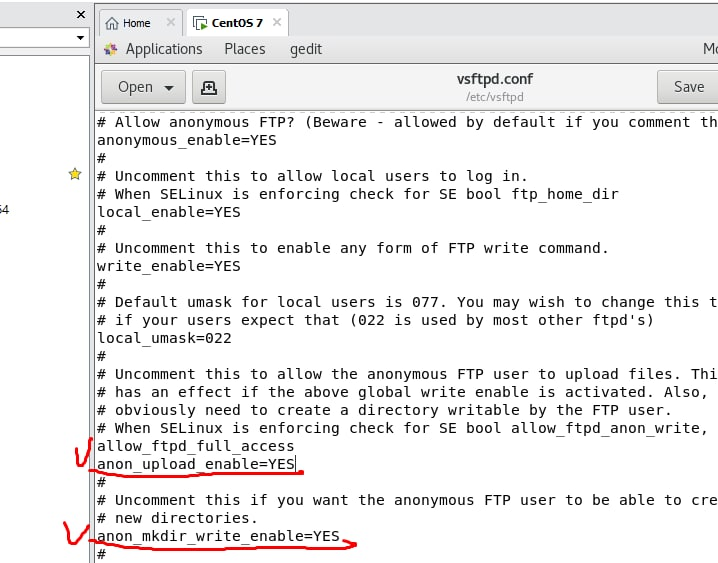 Home
CentOS 7
Applications Places gedit
Open
vsftpd.conf
/etc/vsftpd
Save
# Allow anonymous FTP? (Beware - allowed by default if you comment th
anonymous_enable=YES
#
# Uncomment this to allow local users to log in.
# When SELinux is enforcing check for SE bool ftp_home_dir
local_enable=YES
#
# Uncomment this to enable any form of FTP write command.
write_enable=YES
#
# Default umask for local users is 077. You may wish to change this t
# if your users expect that (022 is used by most other ftpd's)
local_umask=022
#
# Uncomment this to allow the anonymous FTP user to upload files. Thi
# has an effect if the above global write enable is activated. Also,
# obviously need to create a directory writable by the FTP user.
# When SELinux is enforcing check for SE bool allow_ftpd_anon_write,
allow_ftpd_full_access
anon_upload_enable=YES
#
# Uncomment this if you want the anonymous FTP user to be able to cre
# new directories.
anon_mkdir_write_enable=YES
#